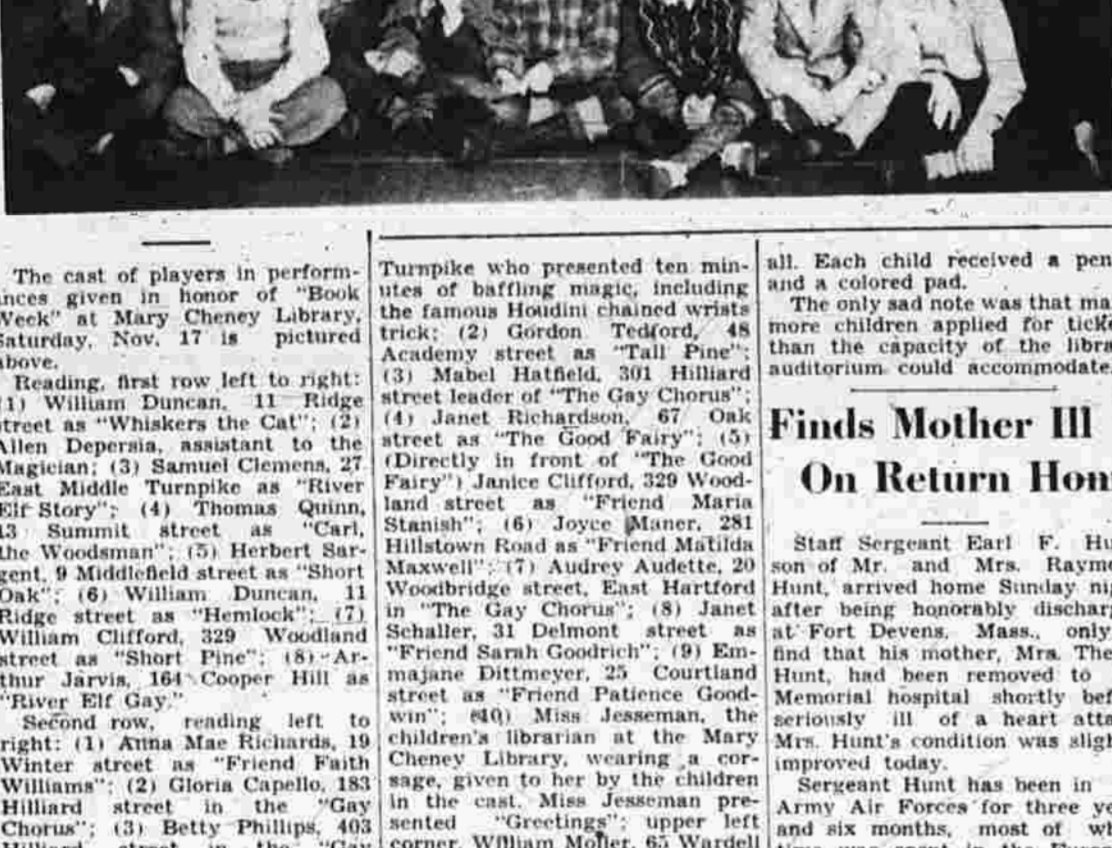 The cast of players in perform-
ances given in honor of "Book
Week" at Mary Cheney Library,
Saturday, Nov. 17 is pictured
above.
Reading, first row left to right:
(1) William Duncan, 11 Ridge
street as "Whiskers the Cat"; (2)
Allen Depersia, assistant to the
Magician; (3) Samuel Clemens, 27
East Middle Turnpike as "River
Elf Story"; (4) Thomas Quinn,
13 Summit street as "Carl,
the Woodsman"; (5) Herbert Sar-
gent, 9 Middlefield street as "Short
Oak"; (6) William Duncan, 11
Ridge street as "Hemlock"; (7)
William Clifford, 329 Woodland
street as "Short Pine"; (8) Ar-
thur Jarvis, 164 Cooper Hill as
"River Elf Gay."
Second row, reading left to
right: (1) Anna Mae Richards, 19
Winter street as "Friend Faith
Williams"; (2) Gloria Capello, 183
Hilliard street in the "Gay
Chorus"; (3) Betty Phillips, 403
Hilliard street in the "Gay
Turnpike who presented ten min-
utes of baffling magic, including
the famous Houdini chained wrists
trick; (2) Gordon Tedford, 48
Academy street as "Tall Pine";
(3) Mabel Hatfield, 301 Hilliard
street leader of "The Gay Chorus";
(4) Janet Richardson, 67 Oak
street as "The Good Fairy"; (5)
(Directly in front of "The Good
Fairy") Janice Clifford, 329 Wood-
land street as "Friend Maria
Stanish"; (6) Joyce Maner, 281
Hillstown Road as "Friend Matilda
Maxwell"; (7) Audrey Audette, 20
Woodbridge street, East Hartford
in "The Gay Chorus"; (8) Janet
Schaller, 31 Delmont street as
"Friend Sarah Goodrich"; (9) Em-
majane Dittmeyer, 25 Courtland
street as "Friend Patience Good-
win"; (10) Miss Jesseman, the
children's librarian at the Mary
Cheney Library, wearing a cor-
sage, given to her by the children
in the cast. Miss Jesseman pre-
sented "Greetings"; upper left
corner, William Moller, 65 Wardell
all. Each child received a pen
and a colored pad.
The only sad note was that ma
more children applied for tick
than the capacity of the libra
auditorium could accommodate.
Finds Mother Ill
On Return Hom
Staff Sergeant Earl F. Hu
son of Mr. and Mrs. Raymo
Hunt, arrived home Sunday ni
after being honorably dischar
at Fort Devens, Mass., only
find that his mother, Mrs. The
Hunt, had been removed to
Memorial hospital shortly bef
seriously ill of a heart atta
Mrs. Hunt's condition was sligh
improved today.
Sergeant Hunt has been in
Army Air Forces for three ye
and six months, most of wh
time was spent in the